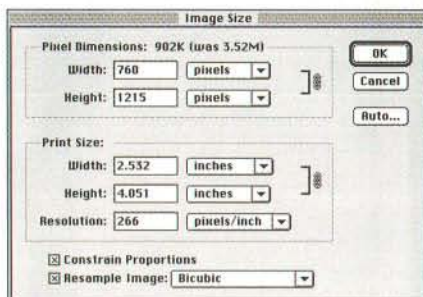 Image Size
Pixel Dimensions: 902K (was 3.52M)
Width: 760 pixels
Height: 1215 pixels
Print Size:
Width: 2.532 inches
Height: 4.051 inches
Resolution: 266 pixels/inch
Constrain Proportions
Resample Image: Bicubic
OK
Cancel
Auto...